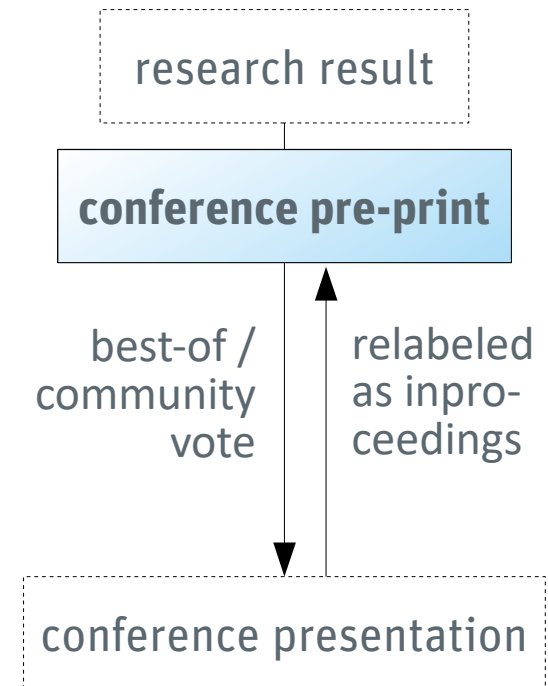 research result
conference pre-print
best-of /
community
vote
relabeled
as inpro-
ceedings
conference presentation